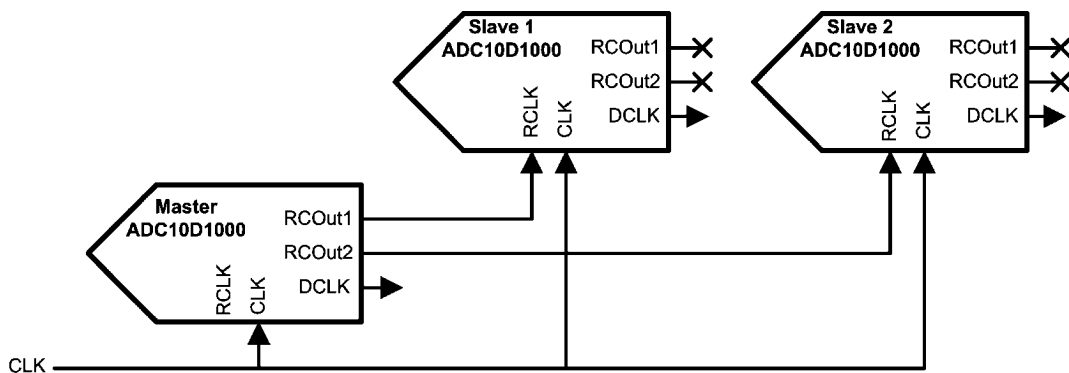 Slave 1
ADC10D1000
RCOut1
RCOut2
DCLK
RCLK
CLK
Slave 2
ADC10D1000
RCOut1
RCOut2
DCLK
RCLK
CLK
Master
ADC10D1000
RCOut1
RCOut2
DCLK
RCLK
CLK
CLK